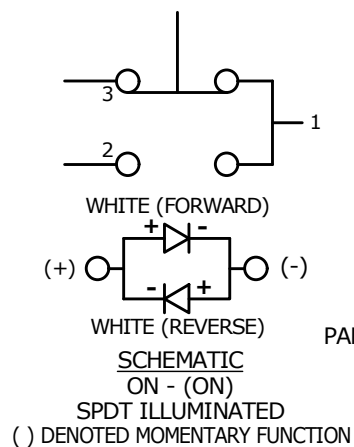 3
1
2
WHITE (FORWARD)
+ -
(+) (-)
- +
WHITE (REVERSE)
SCHEMATIC
ON - (ON)
SPDT ILLUMINATED
( ) DENOTED MOMENTARY FUNCTION